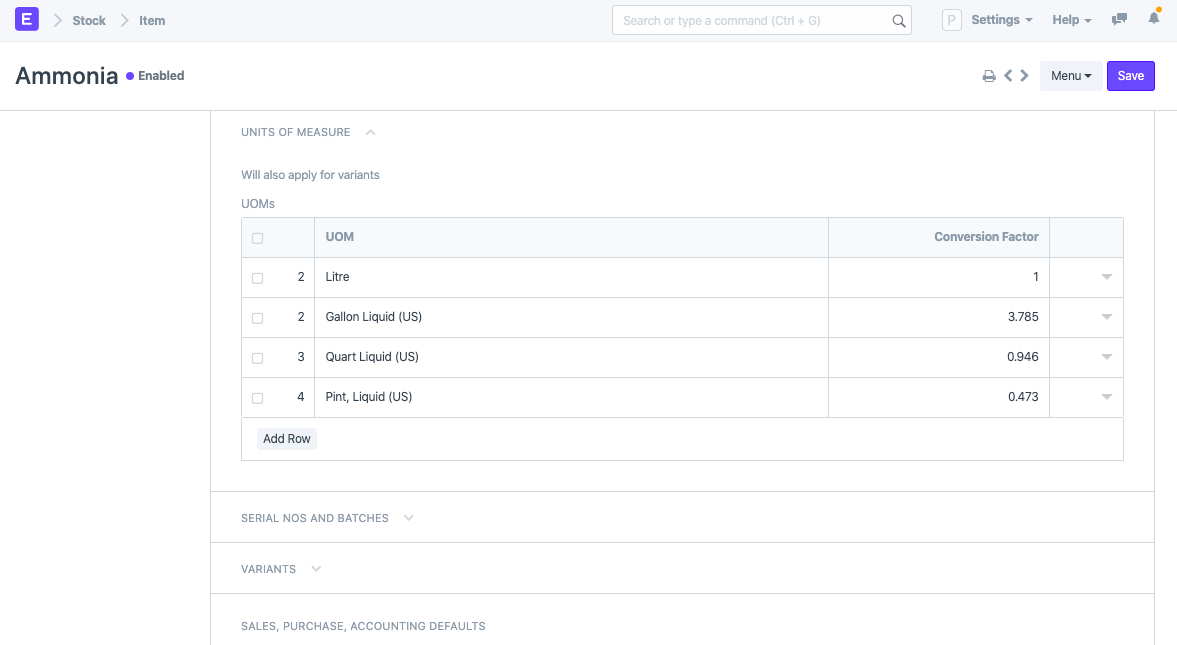 E Stock Item Search or type a command (Ctrl + G) P Settings Help
Ammonia Enabled Menu Save
UNITS OF MEASURE
Will also apply for variants
UOMs
UOM Conversion Factor
2 Litre 1
2 Gallon Liquid (US) 3.785
3 Quart Liquid (US) 0.946
4 Pint, Liquid (US) 0.473
Add Row
SERIAL NOS AND BATCHES
VARIANTS
SALES, PURCHASE, ACCOUNTING DEFAULTS